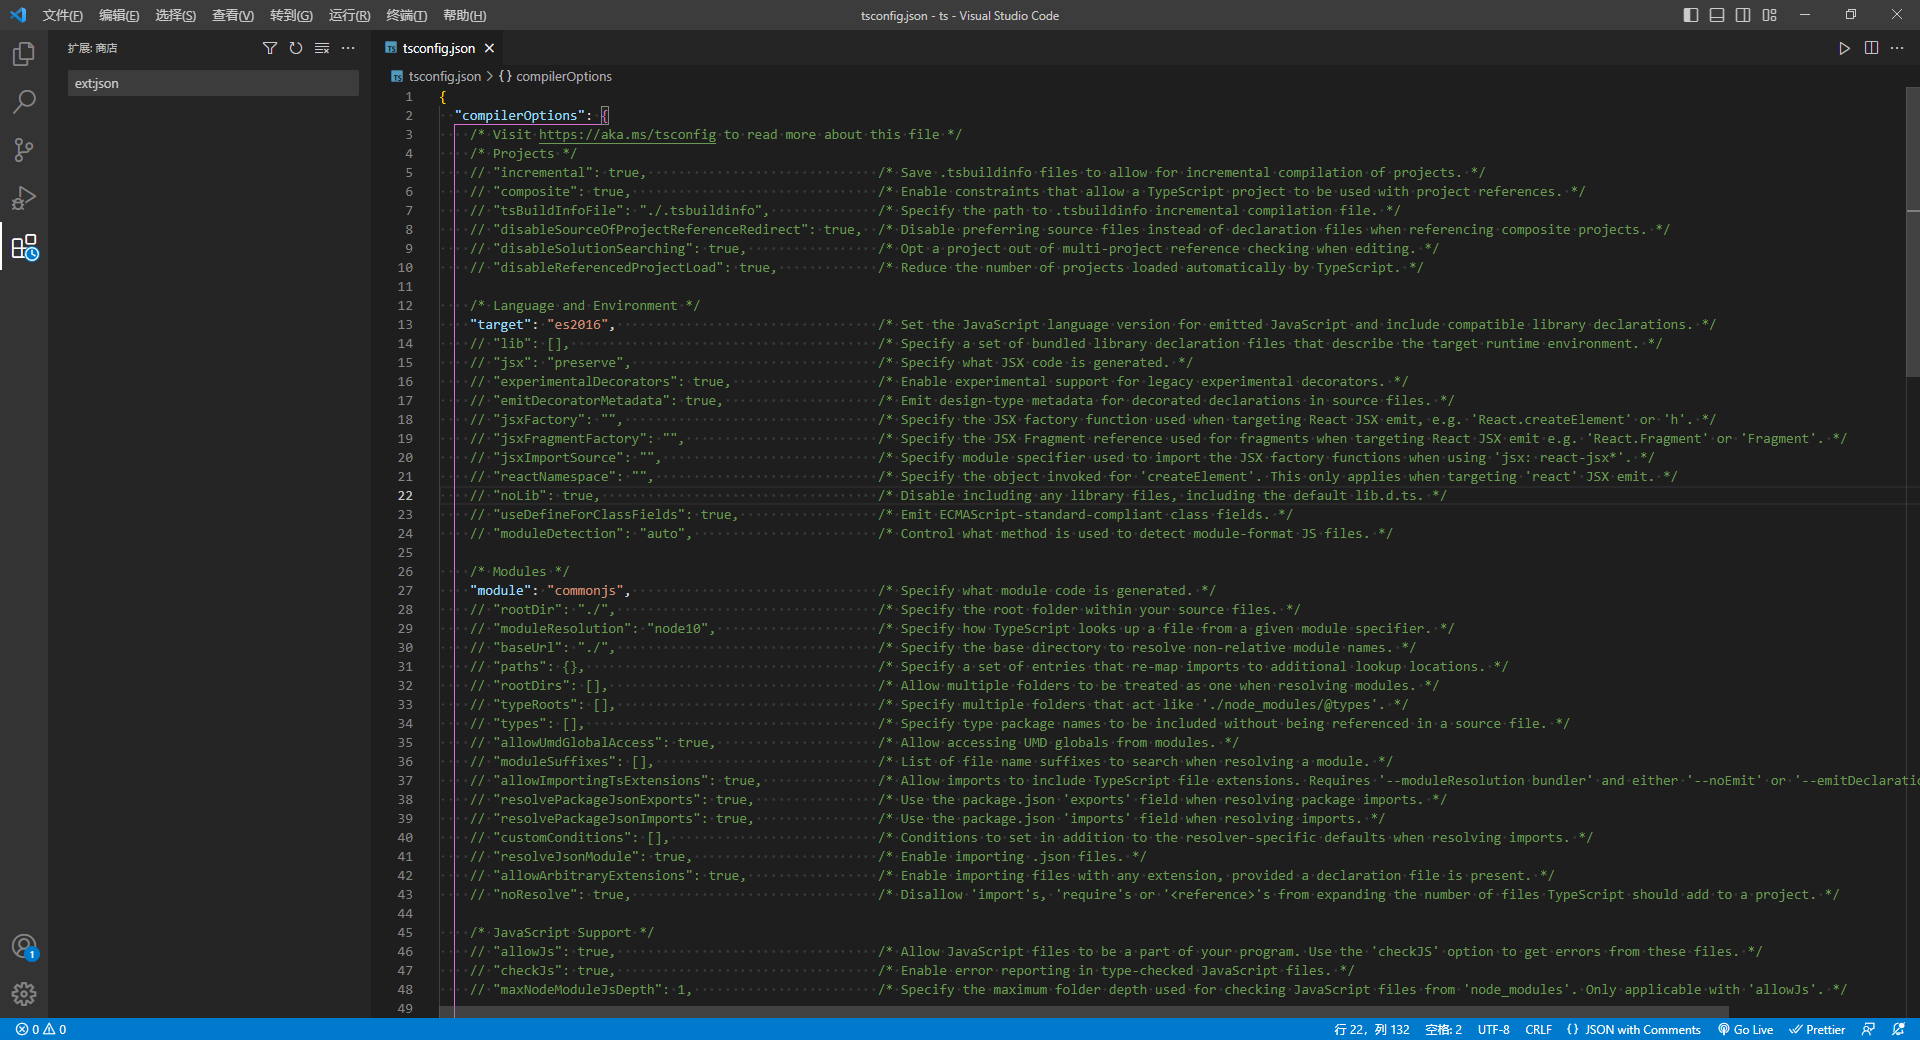 文件(F) 编辑(E) 选择(S) 查看(V) 转到(G) 运行(R) 终端(T) 帮助(H)
tsconfig.json - ts - Visual Studio Code
扩展: 商店
ext:json
tsconfig.json
tsconfig.json > {} compilerOptions
1 {
2 "compilerOptions": {
3 /* Visit https://aka.ms/tsconfig to read more about this file */
4 /* Projects */
5 // "incremental": true, /* Save .tsbuildinfo files to allow for incremental compilation of projects. */
6 // "composite": true, /* Enable constraints that allow a TypeScript project to be used with project references. */
7 // "tsBuildInfoFile": "./.tsbuildinfo", /* Specify the path to .tsbuildinfo incremental compilation file. */
8 // "disableSourceOfProjectReferenceRedirect": true, /* Disable preferring source files instead of declaration files when referencing composite projects. */
9 // "disableSolutionSearching": true, /* Opt a project out of multi-project reference checking when editing. */
10 // "disableReferencedProjectLoad": true, /* Reduce the number of projects loaded automatically by TypeScript. */
11
12 /* Language and Environment */
13 "target": "es2016", /* Set the JavaScript language version for emitted JavaScript and include compatible library declarations. */
14 // "lib": [], /* Specify a set of bundled library declaration files that describe the target runtime environment. */
15 // "jsx": "preserve", /* Specify what JSX code is generated. */
16 // "experimentalDecorators": true, /* Enable experimental support for legacy experimental decorators. */
17 // "emitDecoratorMetadata": true, /* Emit design-type metadata for decorated declarations in source files. */
18 // "jsxFactory": "", /* Specify the JSX factory function used when targeting React JSX emit, e.g. 'React.createElement' or 'h'. */
19 // "jsxFragmentFactory": "", /* Specify the JSX Fragment reference used for fragments when targeting React JSX emit e.g. 'React.Fragment' or 'Fragment'. */
20 // "jsxImportSource": "", /* Specify module specifier used to import the JSX factory functions when using 'jsx: react-jsx*'. */
21 // "reactNamespace": "", /* Specify the object invoked for 'createElement'. This only applies when targeting 'react' JSX emit. */
22 // "noLib": true, /* Disable including any library files, including the default lib.d.ts. */
23 // "useDefineForClassFields": true, /* Emit ECMAScript-standard-compliant class fields. */
24 // "moduleDetection": "auto", /* Control what method is used to detect module-format JS files. */
25
26 /* Modules */
27 "module": "commonjs", /* Specify what module code is generated. */
28 // "rootDir": "./", /* Specify the root folder within your source files. */
29 // "moduleResolution": "node10", /* Specify how TypeScript looks up a file from a given module specifier. */
30 // "baseUrl": "./", /* Specify the base directory to resolve non-relative module names. */
31 // "paths": {}, /* Specify a set of entries that re-map imports to additional lookup locations. */
32 // "rootDirs": [], /* Allow multiple folders to be treated as one when resolving modules. */
33 // "typeRoots": [], /* Specify multiple folders that act like './node_modules/@types'. */
34 // "types": [], /* Specify type package names to be included without being referenced in a source file. */
35 // "allowUmdGlobalAccess": true, /* Allow accessing UMD globals from modules. */
36 // "moduleSuffixes": [], /* List of file name suffixes to search when resolving a module. */
37 // "allowImportingTsExtensions": true, /* Allow imports to include TypeScript file extensions. Requires '--moduleResolution bundler' and either '--noEmit' or '--emitDeclaratio
38 // "resolvePackageJsonExports": true, /* Use the package.json 'exports' field when resolving package imports. */
39 // "resolvePackageJsonImports": true, /* Use the package.json 'imports' field when resolving imports. */
40 // "customConditions": [], /* Conditions to set in addition to the resolver-specific defaults when resolving imports. */
41 // "resolveJsonModule": true, /* Enable importing .json files. */
42 // "allowArbitraryExtensions": true, /* Enable importing files with any extension, provided a declaration file is present. */
43 // "noResolve": true, /* Disallow 'import's, 'require's or '<reference>'s from expanding the number of files TypeScript should add to a project. */
44
45 /* JavaScript Support */
46 // "allowJs": true, /* Allow JavaScript files to be a part of your program. Use the 'checkJS' option to get errors from these files. */
47 // "checkJs": true, /* Enable error reporting in type-checked JavaScript files. */
48 // "maxNodeModuleJsDepth": 1, /* Specify the maximum folder depth used for checking JavaScript files from 'node_modules'. Only applicable with 'allowJs'. */
49
1
0 0
行 22，列 132 空格: 2 UTF-8 CRLF {} JSON with Comments Go Live Prettier